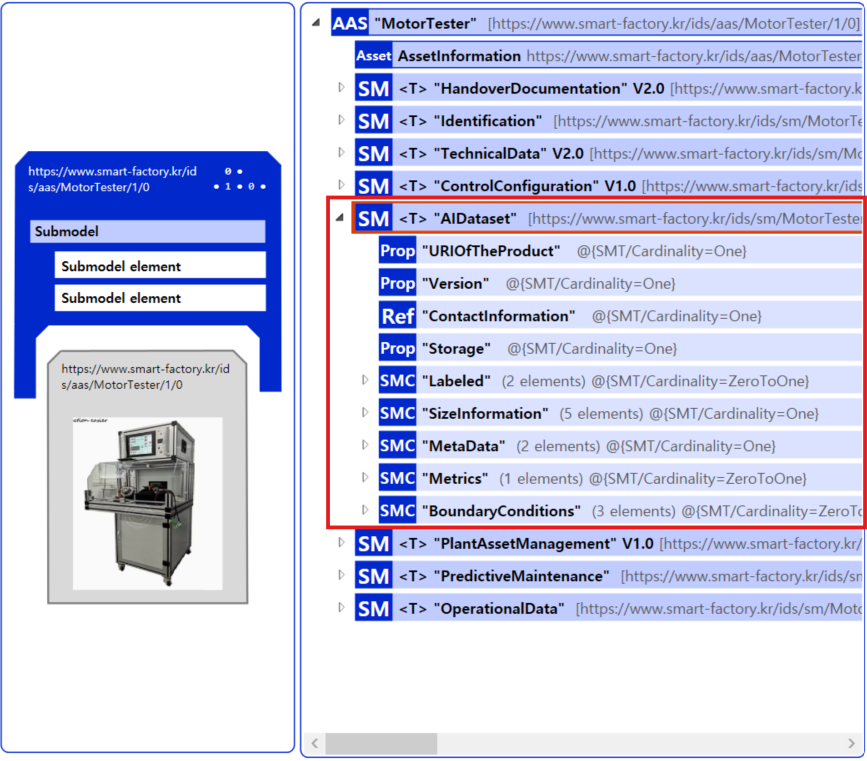 https://www.smart-factory.kr/id
s/aas/MotorTester/1/0
0
1 0
Submodel
Submodel element
Submodel element
https://www.smart-factory.kr/id
s/aas/MotorTester/1/0
AAS "MotorTester" [https://www.smart-factory.kr/ids/aas/MotorTester/1/0]
Asset AssetInformation https://www.smart-factory.kr/ids/aas/MotorTester
SM <T> "HandoverDocumentation" V2.0 [https://www.smart-factory.k
SM <T> "Identification" [https://www.smart-factory.kr/ids/sm/MotorTe
SM <T> "TechnicalData" V2.0 [https://www.smart-factory.kr/ids/sm/Mo
SM <T> "ControlConfiguration" V1.0 [https://www.smart-factory.kr/ids
SM <T> "AIDataset" [https://www.smart-factory.kr/ids/sm/MotorTester
Prop "URIOfTheProduct" @{SMT/Cardinality=One}
Prop "Version" @{SMT/Cardinality=One}
Ref "ContactInformation" @{SMT/Cardinality=One}
Prop "Storage" @{SMT/Cardinality=One}
SMC "Labeled" (2 elements) @{SMT/Cardinality=ZeroToOne}
SMC "SizeInformation" (5 elements) @{SMT/Cardinality=One}
SMC "MetaData" (2 elements) @{SMT/Cardinality=One}
SMC "Metrics" (1 elements) @{SMT/Cardinality=ZeroToOne}
SMC "BoundaryConditions" (3 elements) @{SMT/Cardinality=ZeroTo
SM <T> "PlantAssetManagement" V1.0 [https://www.smart-factory.kr/
SM <T> "PredictiveMaintenance" [https://www.smart-factory.kr/ids/sm
SM <T> "OperationalData" [https://www.smart-factory.kr/ids/sm/Moto